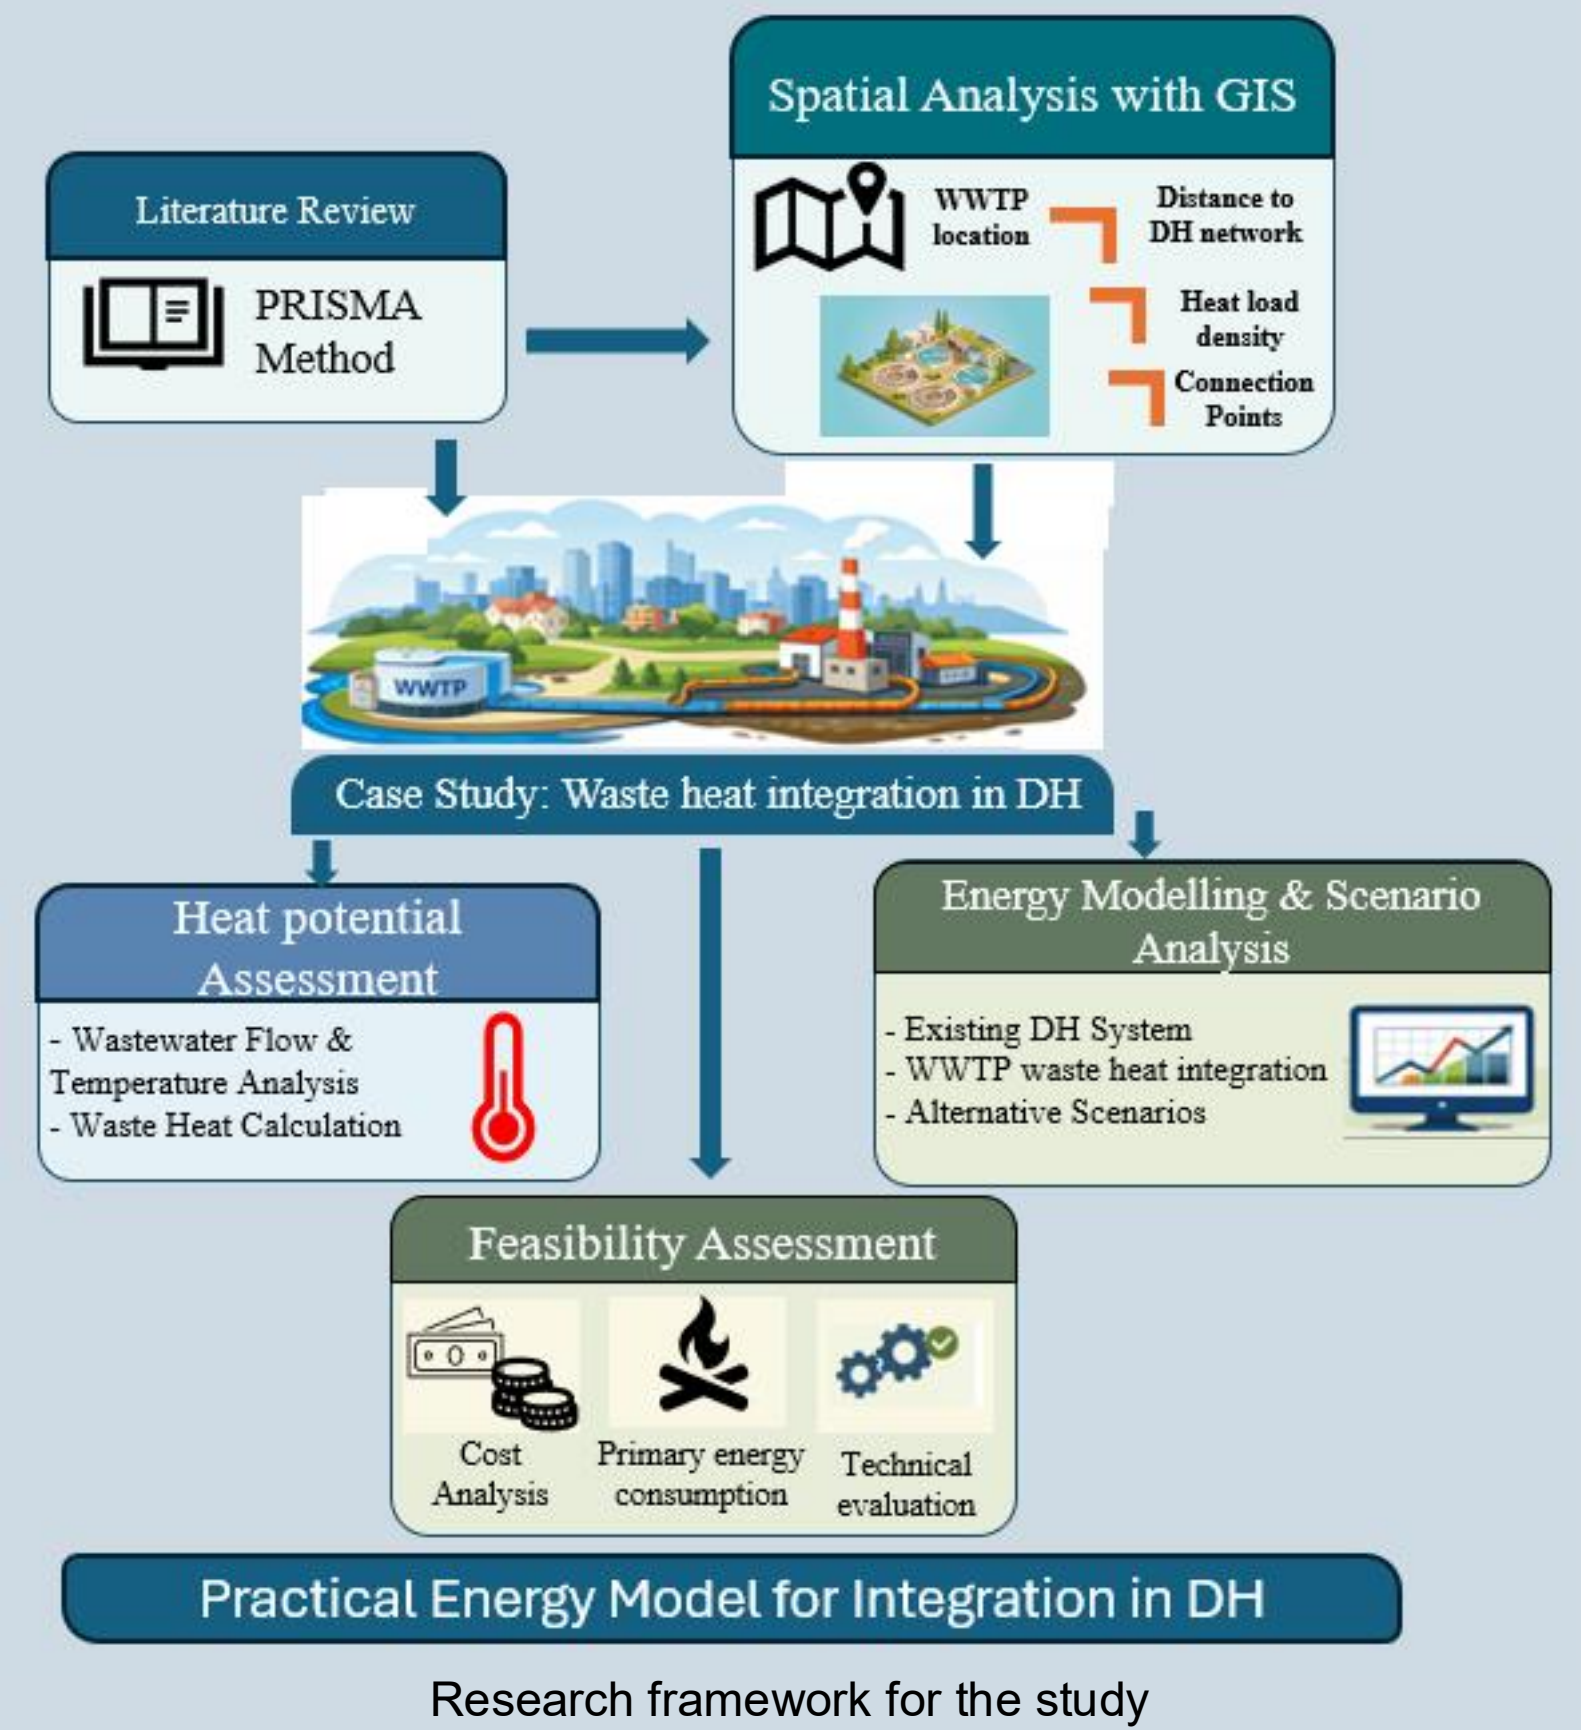 Spatial Analysis with GIS
Literature Review
PRISMA
Method
WWTP
location
Distance to
DH network
Heat load
density
Connection
Points
WWTP
Case Study: Waste heat integration in DH
Heat potential
Assessment
- Wastewater Flow &
Temperature Analysis
- Waste Heat Calculation
Energy Modelling & Scenario
Analysis
- Existing DH System
- WWTP waste heat integration
- Alternative Scenarios
Feasibility Assessment
Cost
Analysis
Primary energy
consumption
Technical
evaluation
Practical Energy Model for Integration in DH
Research framework for the study